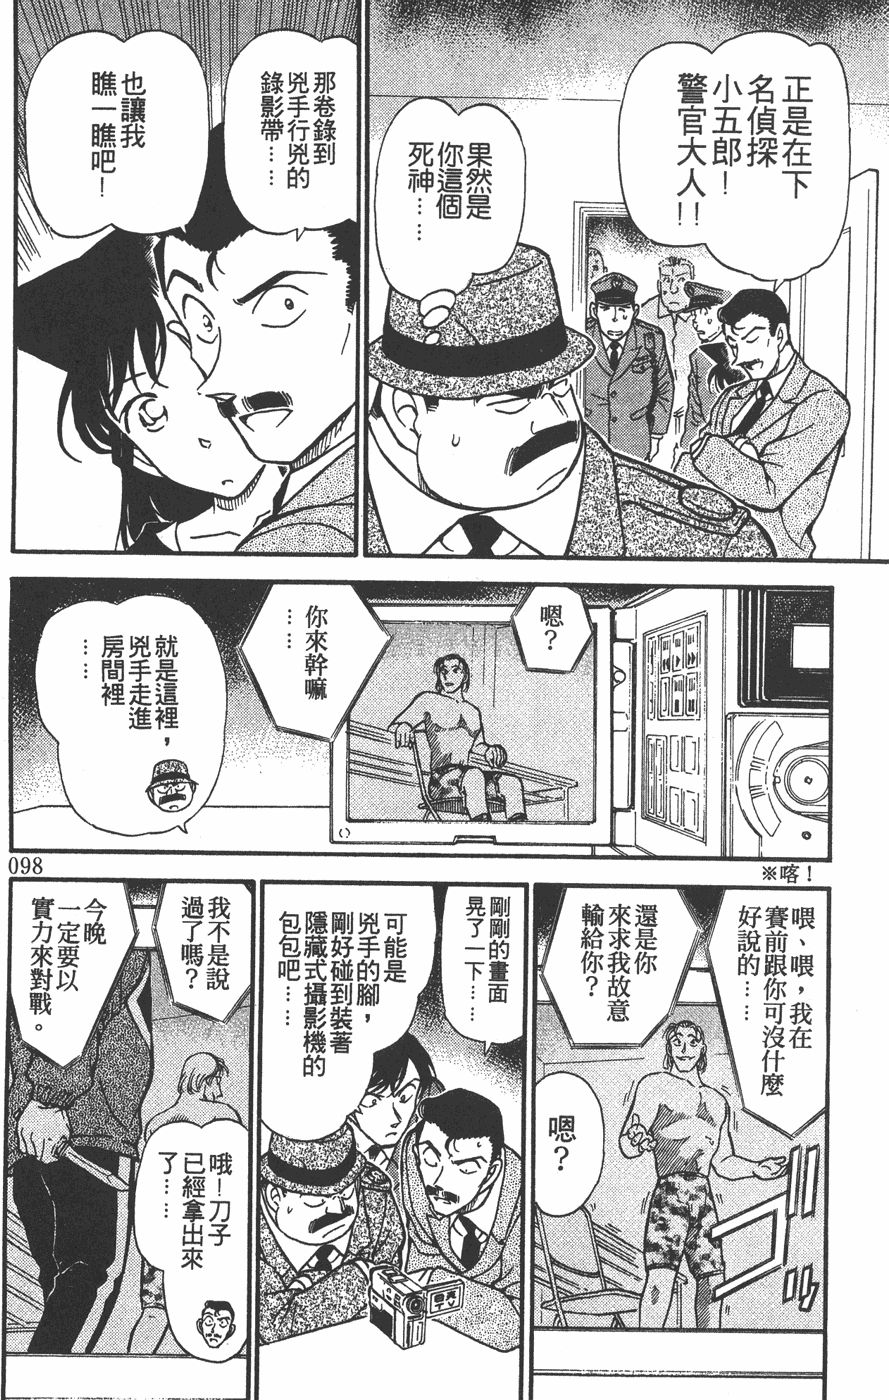 正是在下
名偵探
小五郎！
警官大人！！
果然是
你這個
死神……
那卷錄到
兇手行兇的
錄影帶……
也讓我
瞧一瞧吧！
嗯？
你來幹嘛
……
就是這裡，
兇手走進
房間裡
……
098
※喀！
喂、喂，我在
賽前跟你可沒什麼
好說的……
還是你
來求我故意
輸給你？
嗯？
剛剛的畫面
晃了一下……
可能是
兇手的腳，
剛好碰到裝著
隱藏式攝影機的
包包吧……
我不是說
過了嗎？
今晚
一定要以
實力來對戰。
哦！刀子
已經拿出來
了……